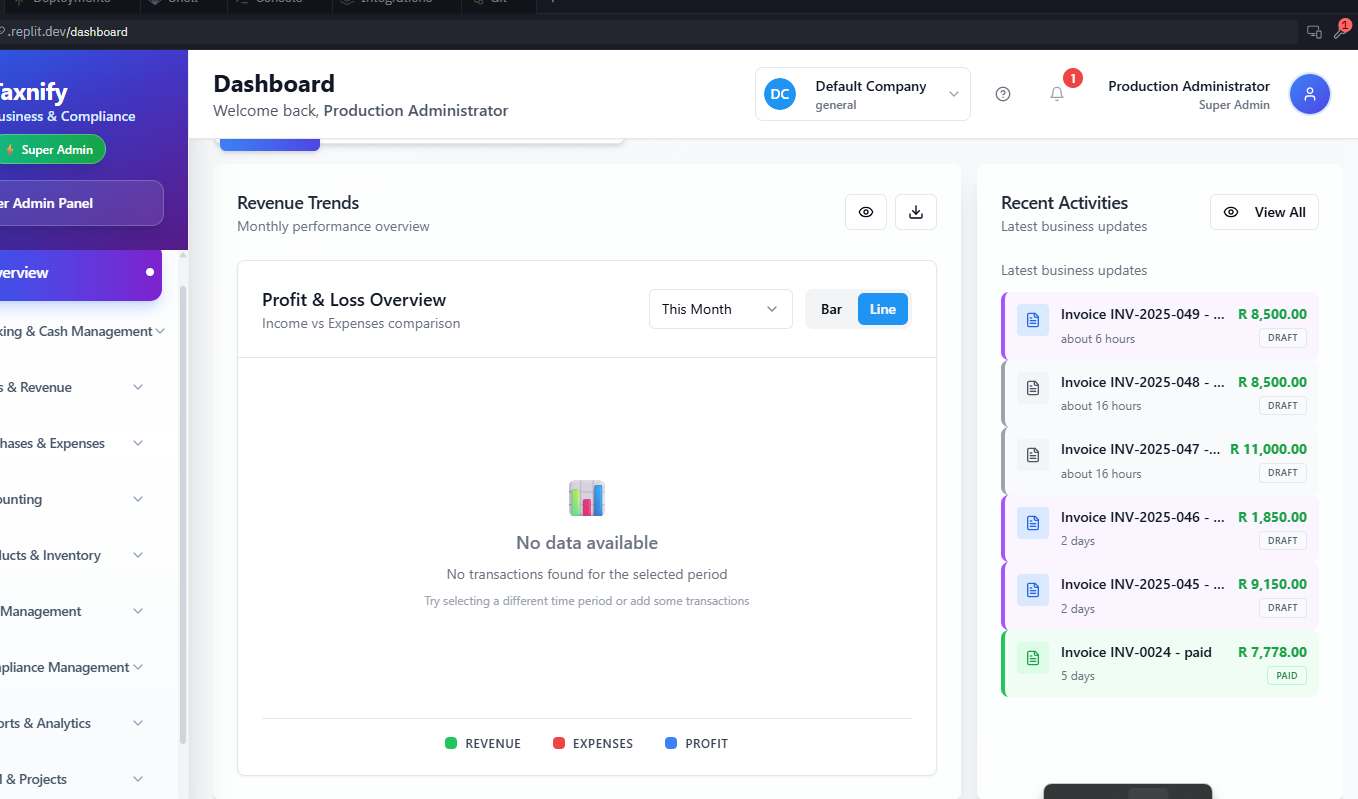 .replit.dev/dashboard
1
axnify
usiness & Compliance
Super Admin
er Admin Panel
verview
king & Cash Management
s & Revenue
hases & Expenses
ounting
ducts & Inventory
Management
pliance Management
orts & Analytics
& Projects
Dashboard
Welcome back, Production Administrator
DC
Default Company
general
1
Production Administrator
Super Admin
Revenue Trends
Monthly performance overview
Profit & Loss Overview
Income vs Expenses comparison
This Month
Bar
Line
No data available
No transactions found for the selected period
Try selecting a different time period or add some transactions
REVENUE
EXPENSES
PROFIT
Recent Activities
Latest business updates
View All
Latest business updates
Invoice INV-2025-049 - ...
R 8,500.00
about 6 hours
DRAFT
Invoice INV-2025-048 - ...
R 8,500.00
about 16 hours
DRAFT
Invoice INV-2025-047 -...
R 11,000.00
about 16 hours
DRAFT
Invoice INV-2025-046 - ...
R 1,850.00
2 days
DRAFT
Invoice INV-2025-045 - ...
R 9,150.00
2 days
DRAFT
Invoice INV-0024 - paid
R 7,778.00
5 days
PAID